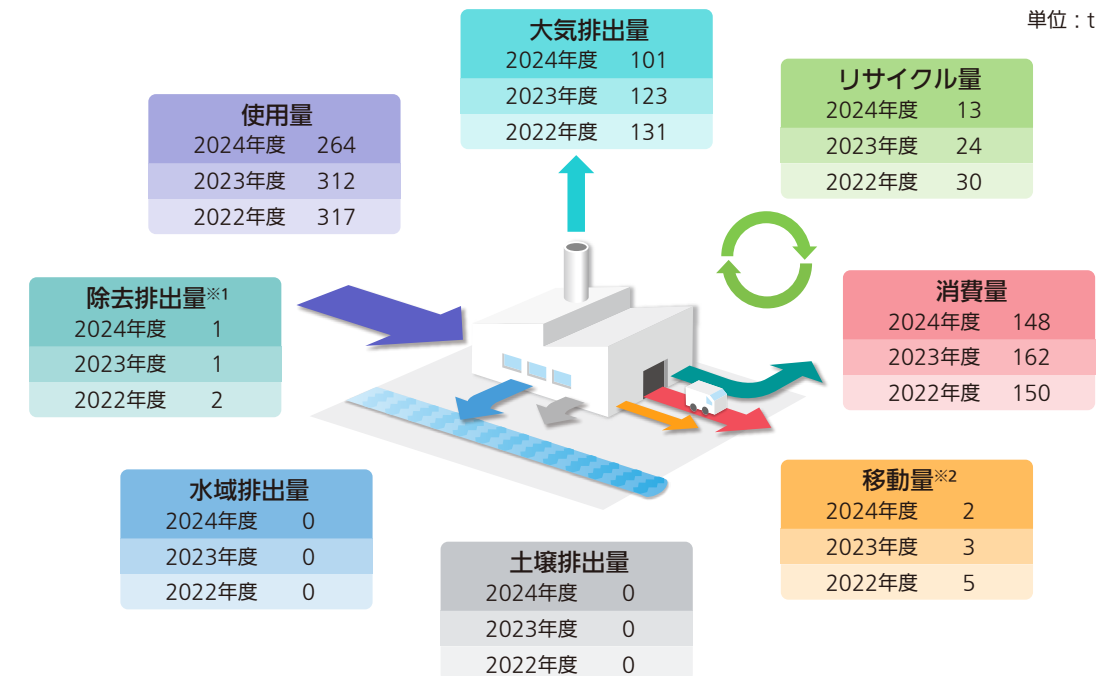 単位：t
大気排出量
2024年度 101
2023年度 123
2022年度 131
リサイクル量
2024年度 13
2023年度 24
2022年度 30
使用量
2024年度 264
2023年度 312
2022年度 317
除去排出量※1
2024年度 1
2023年度 1
2022年度 2
消費量
2024年度 148
2023年度 162
2022年度 150
水域排出量
2024年度 0
2023年度 0
2022年度 0
移動量※2
2024年度 2
2023年度 3
2022年度 5
土壌排出量
2024年度 0
2023年度 0
2022年度 0